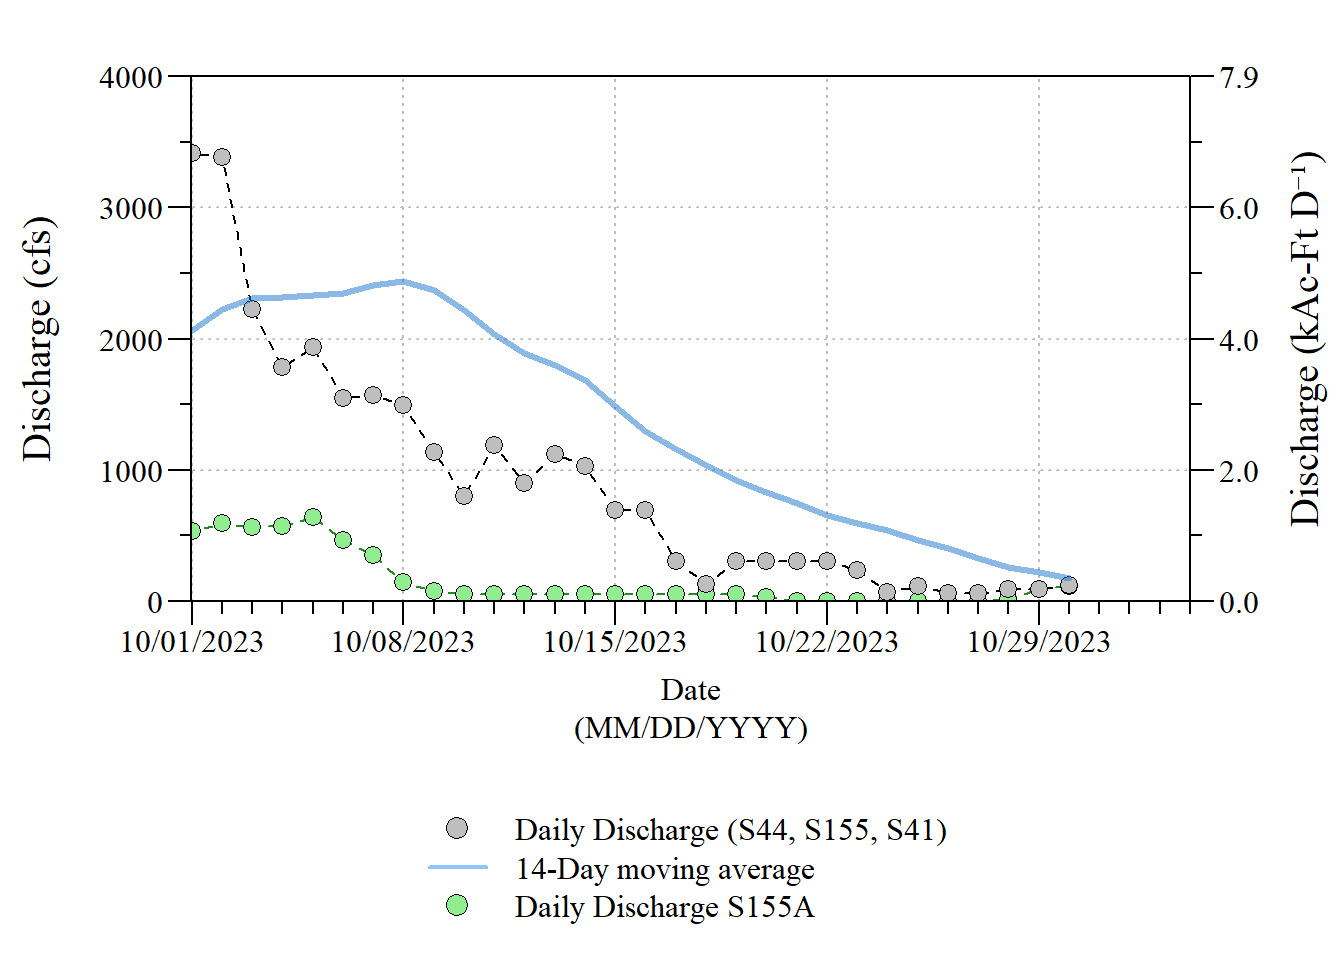 4000
3000
2000
1000
0
Discharge (cfs)
7.9
6.0
4.0
2.0
0.0
Discharge (kAc-Ft D⁻¹)
10/01/2023 10/08/2023 10/15/2023 10/22/2023 10/29/2023
Date
(MM/DD/YYYY)
Daily Discharge (S44, S155, S41)
14-Day moving average
Daily Discharge S155A